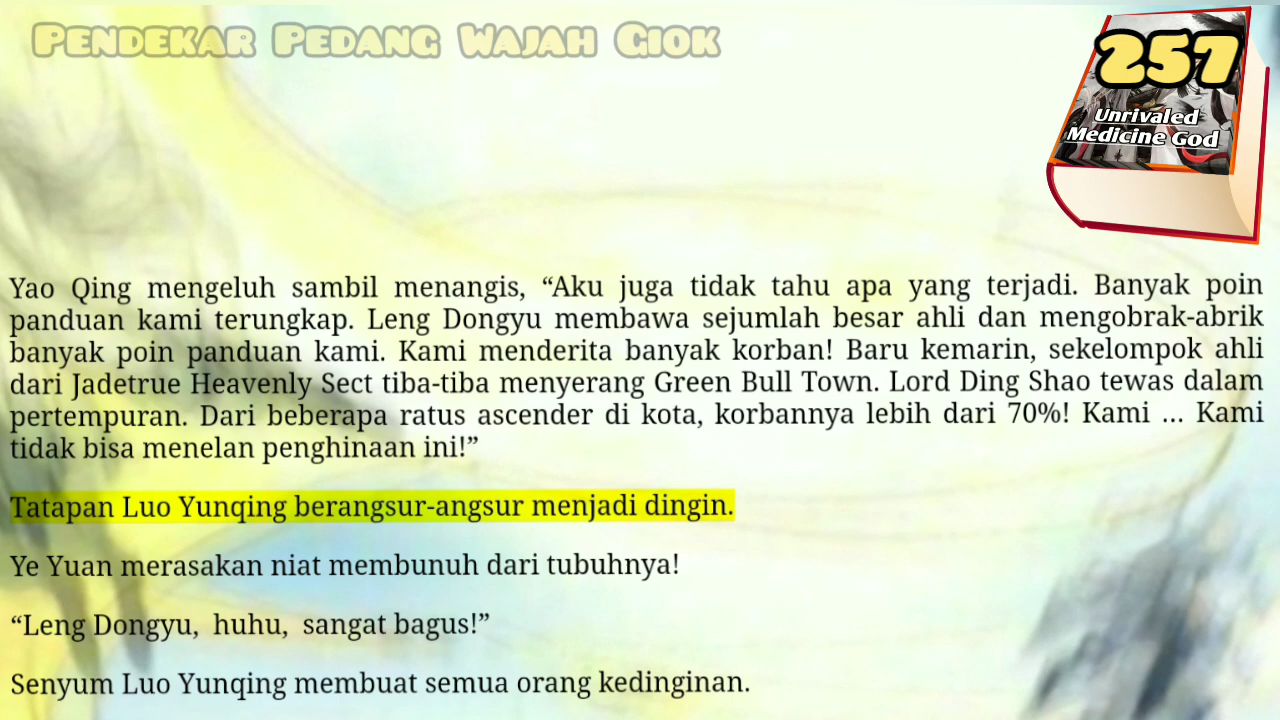 Pendekar Pedang Wajah Giok
257
Unrivaled
Medicine God
Yao Qing mengeluh sambil menangis, “Aku juga tidak tahu apa yang terjadi. Banyak poin
panduan kami terungkap. Leng Dongyu membawa sejumlah besar ahli dan mengobrak-abrik
banyak poin panduan kami. Kami menderita banyak korban! Baru kemarin, sekelompok ahli
dari Jadetrue Heavenly Sect tiba-tiba menyerang Green Bull Town. Lord Ding Shao tewas dalam
pertempuran. Dari beberapa ratus ascender di kota, korbannya lebih dari 70%! Kami ... Kami
tidak bisa menelan penghinaan ini!”
Tatapan Luo Yunqing berangsur-angsur menjadi dingin.
Ye Yuan merasakan niat membunuh dari tubuhnya!
“Leng Dongyu,  huhu,  sangat bagus!”
Senyum Luo Yunqing membuat semua orang kedinginan.